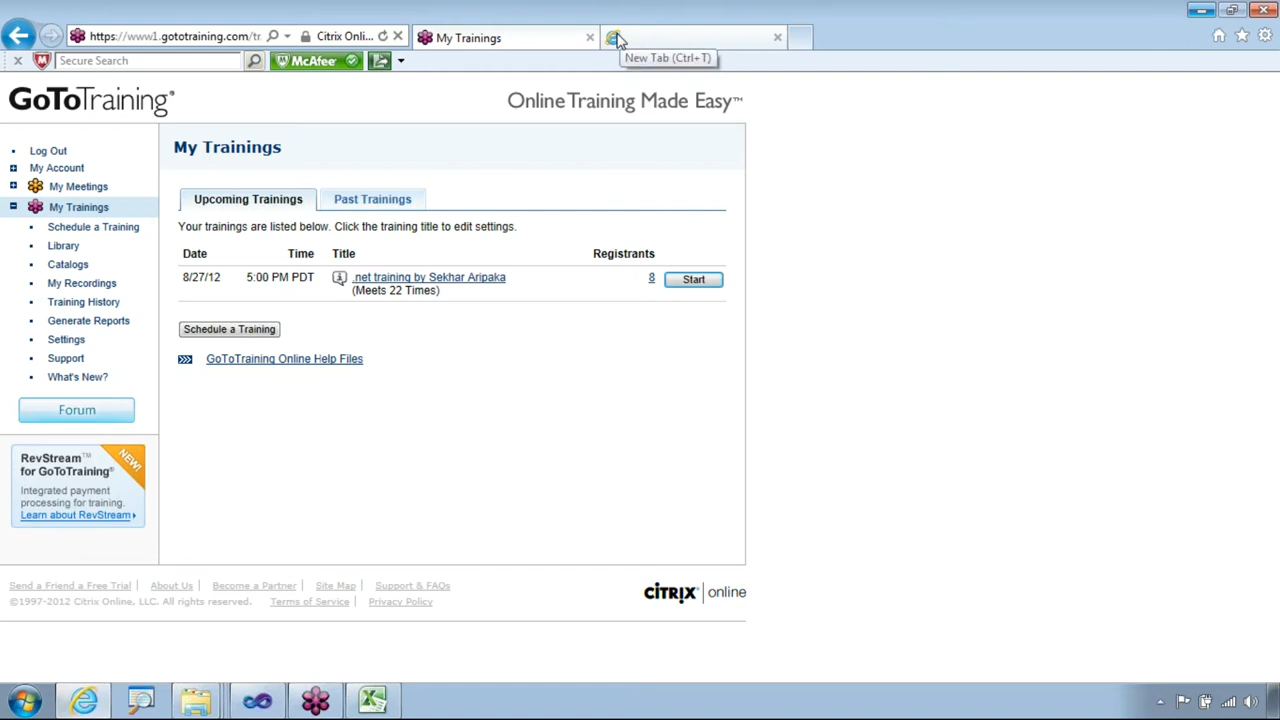 https://www1.gototraining.com/tr
Citrix Onli...
My Trainings
New Tab (Ctrl+T)
Secure Search
McAfee
GoToTraining®
Online Training Made Easy™
Log Out
My Account
My Meetings
My Trainings
Schedule a Training
Library
Catalogs
My Recordings
Training History
Generate Reports
Settings
Support
What's New?
Forum
RevStream™
for GoToTraining®
NEW!
Integrated payment
processing for training.
Learn about RevStream
My Trainings
Upcoming Trainings
Past Trainings
Your trainings are listed below. Click the training title to edit settings.
Date Time Title Registrants
8/27/12 5:00 PM PDT .net training by Sekhar Aripaka 8 Start
(Meets 22 Times)
Schedule a Training
GoToTraining Online Help Files
Send a Friend a Free Trial | About Us | Become a Partner | Site Map | Support & FAQs
©1997-2012 Citrix Online, LLC. All rights reserved. Terms of Service | Privacy Policy
CITRIX® | online